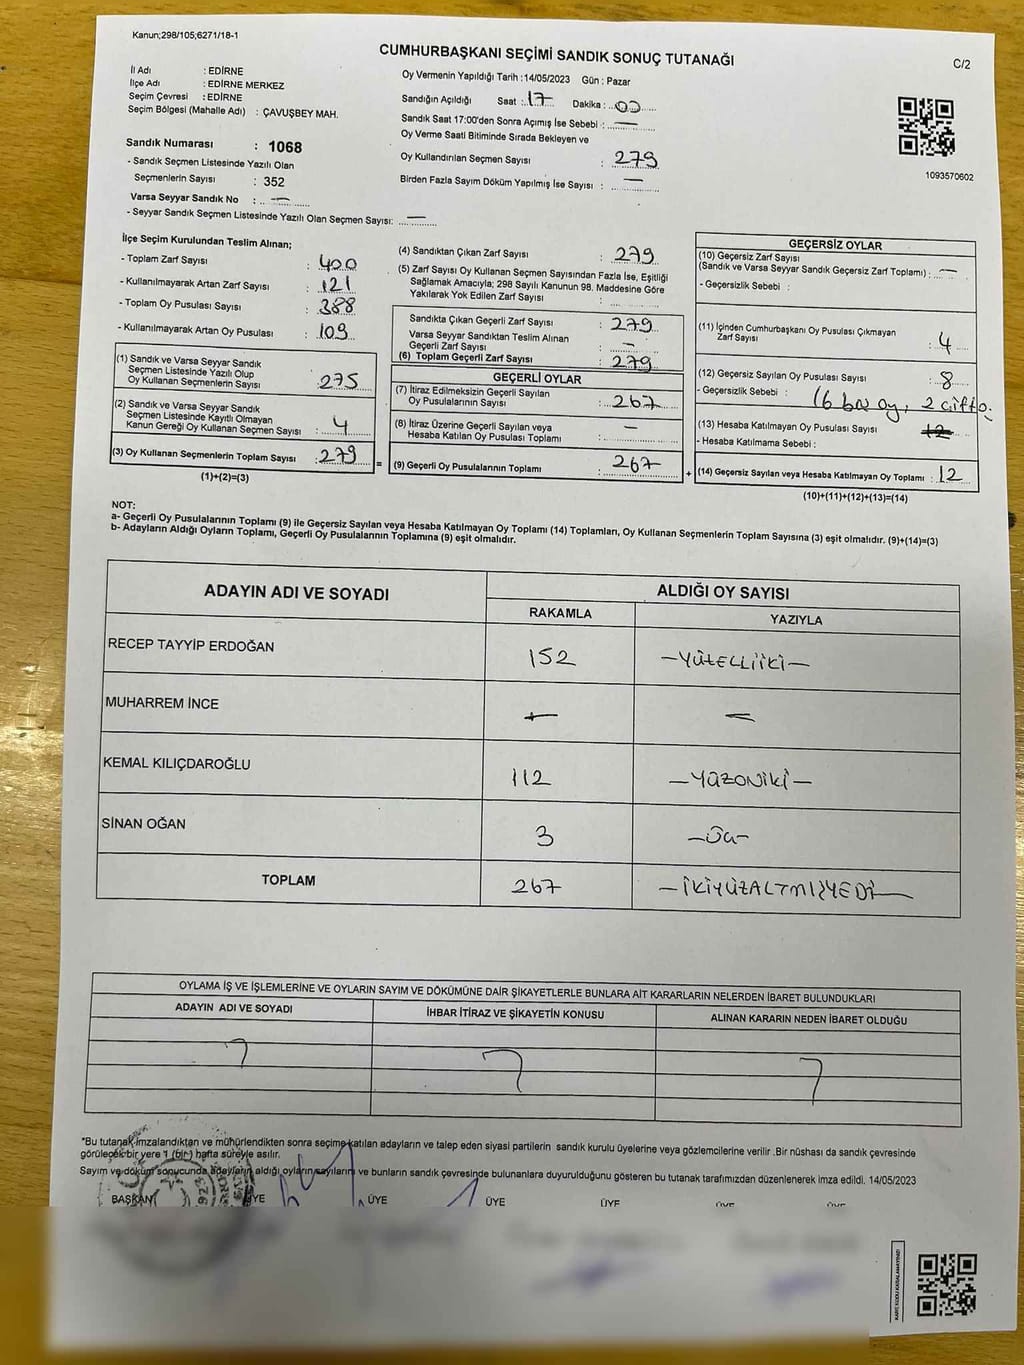 Kanun;298/105;6271/18-1
CUMHURBAŞKANI SEÇİMİ SANDIK SONUÇ TUTANAĞI
C/2
İl Adı : EDİRNE
İlçe Adı : EDİRNE MERKEZ
Seçim Çevresi : EDİRNE
Seçim Bölgesi (Mahalle Adı) : ÇAVUŞBEY MAH.
Sandık Numarası : 1068
- Sandık Seçmen Listesinde Yazılı Olan
Seçmenlerin Sayısı : 352
Varsa Seyyar Sandık No : —
- Seyyar Sandık Seçmen Listesinde Yazılı Olan Seçmen Sayısı: —
Oy Vermenin Yapıldığı Tarih :14/05/2023 Gün : Pazar
Sandığın Açıldığı Saat : 17 Dakika : 00
Sandık Saat 17:00'den Sonra Açımış İse Sebebi : —
Oy Verme Saati Bitiminde Sırada Bekleyen ve
Oy Kullandırılan Seçmen Sayısı : 279
Birden Fazla Sayım Döküm Yapılmış İse Sayısı : —
1093570602
İlçe Seçim Kurulundan Teslim Alınan;
- Toplam Zarf Sayısı : 400
- Kullanılmayarak Artan Zarf Sayısı : 121
- Toplam Oy Pusulası Sayısı : 388
- Kullanılmayarak Artan Oy Pusulası : 109
(1) Sandık ve Varsa Seyyar Sandık
Seçmen Listesinde Yazılı Olup
Oy Kullanan Seçmenlerin Sayısı : 275
(2) Sandık ve Varsa Seyyar Sandık
Seçmen Listesinde Kayıtlı Olmayan
Kanun Gereği Oy Kullanan Seçmen Sayısı : 4
(3) Oy Kullanan Seçmenlerin Toplam Sayısı : 279
(1)+(2)=(3)
(4) Sandıktan Çıkan Zarf Sayısı : 279
(5) Zarf Sayısı Oy Kullanan Seçmen Sayısından Fazla İse, Eşitliği
Sağlamak Amacıyla; 298 Sayılı Kanunun 98. Maddesine Göre
Yakılarak Yok Edilen Zarf Sayısı :
Sandıkta Çıkan Geçerli Zarf Sayısı : 279
Varsa Seyyar Sandıktan Teslim Alınan
Geçerli Zarf Sayısı : —
(6) Toplam Geçerli Zarf Sayısı : 279
GEÇERLİ OYLAR
(7) İtiraz Edilmeksizin Geçerli Sayılan
Oy Pusulalarının Sayısı : 267
(8) İtiraz Üzerine Geçerli Sayılan veya
Hesaba Katılan Oy Pusulası Toplamı : —
= (9) Geçerli Oy Pusulalarının Toplamı : 267 +
GEÇERSİZ OYLAR
(10) Geçersiz Zarf Sayısı
(Sandık ve Varsa Seyyar Sandık Geçersiz Zarf Toplamı) : —
- Geçersizlik Sebebi :
(11) İçinden Cumhurbaşkanı Oy Pusulası Çıkmayan
Zarf Sayısı : 4
(12) Geçersiz Sayılan Oy Pusulası Sayısı : 8
- Geçersizlik Sebebi : (6 boş oy, 2 çift o.
(13) Hesaba Katılmayan Oy Pusulası Sayısı : 12
- Hesaba Katılmama Sebebi :
(14) Geçersiz Sayılan veya Hesaba Katılmayan Oy Toplamı : 12
(10)+(11)+(12)+(13)=(14)
NOT:
a- Geçerli Oy Pusulalarının Toplamı (9) ile Geçersiz Sayılan veya Hesaba Katılmayan Oy Toplamı (14) Toplamları, Oy Kullanan Seçmenlerin Toplam Sayısına (3) eşit olmalıdır. (9)+(14)=(3)
b- Adayların Aldığı Oyların Toplamı, Geçerli Oy Pusulalarının Toplamına (9) eşit olmalıdır.
ADAYIN ADI VE SOYADI ALDIĞI OY SAYISI
RAKAMLA YAZIYLA
RECEP TAYYİP ERDOĞAN 152 —YÜZELLİİKİ—
MUHARREM İNCE — —
KEMAL KILIÇDAROĞLU 112 —YÜZONİKİ—
SİNAN OĞAN 3 —Üç—
TOPLAM 267 —İKİYÜZALTMIŞYEDİ—
OYLAMA İŞ VE İŞLEMLERİNE VE OYLARIN SAYIM VE DÖKÜMÜNE DAİR ŞİKAYETLERLE BUNLARA AİT KARARLARIN NELERDEN İBARET BULUNDUKLARI
ADAYIN ADI VE SOYADI İHBAR İTİRAZ VE ŞİKAYETİN KONUSU ALINAN KARARIN NEDEN İBARET OLDUĞU
*Bu tutanak imzalandıktan ve mühürlendikten sonra seçime katılan adayların ve talep eden siyasi partilerin sandık kurulu üyelerine veya gözlemcilerine verilir .Bir nüshası da sandık çevresinde
görülecek bir yere 1 (bir ) hafta süreyle asılır.
Sayım ve döküm sonucunda adayların aldığı oyların sayılarını ve bunların sandık çevresinde bulunanlara duyurulduğunu gösteren bu tutanak tarafımızdan düzenlenerek imza edildi. 14/05/2023
BAŞKAN ÜYE ÜYE ÜYE ÜYE ÜYE ÜYE